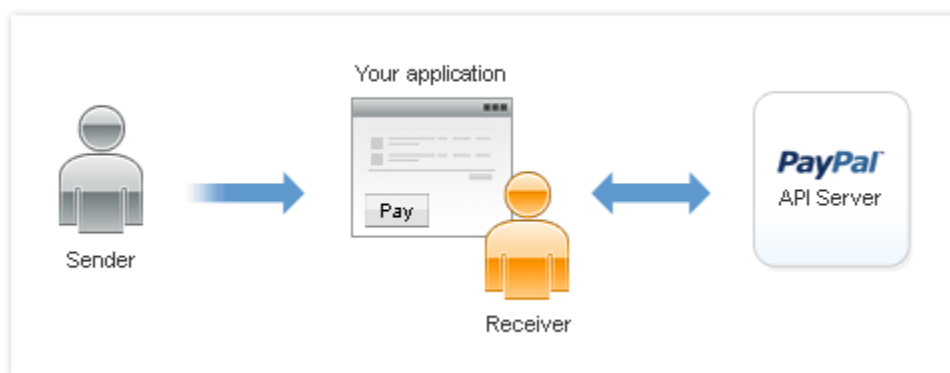 Your application
Pay
Sender
Receiver
PayPal
API Server